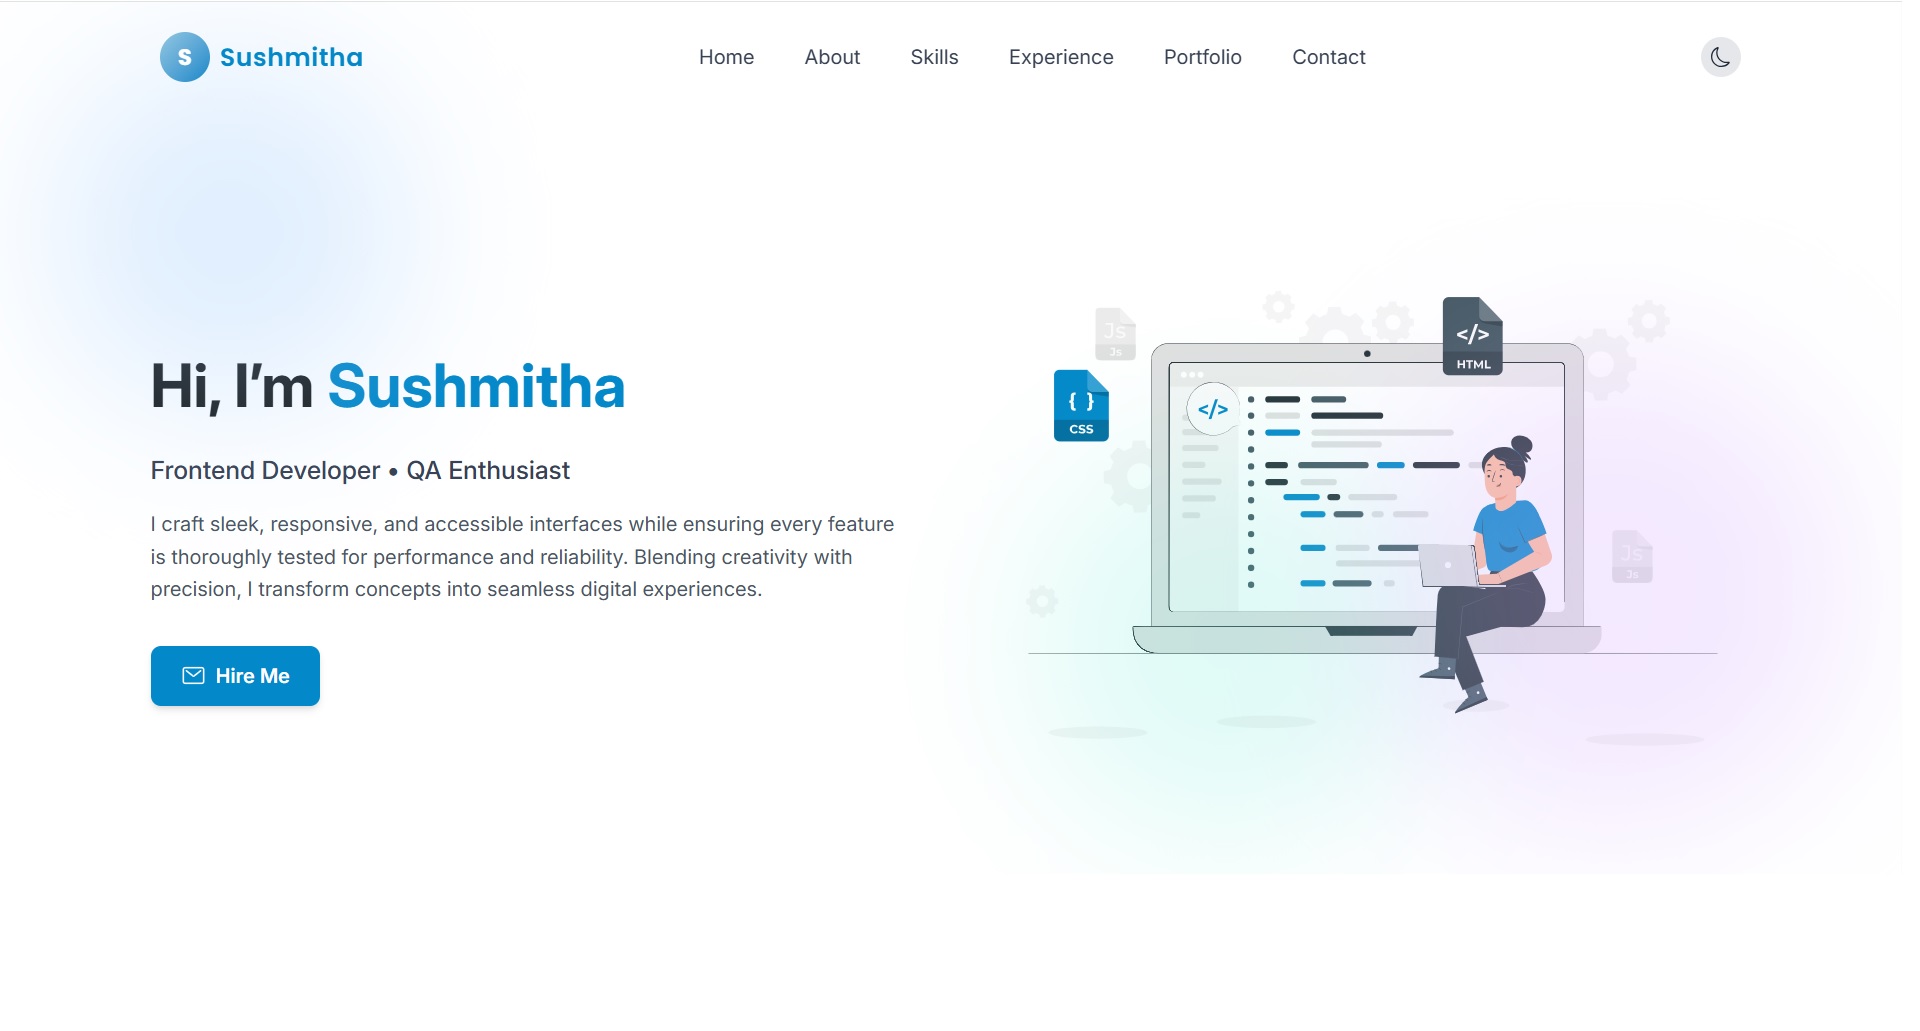 S Sushmitha
Home About Skills Experience Portfolio Contact
Hi, I’m Sushmitha
Frontend Developer • QA Enthusiast
I craft sleek, responsive, and accessible interfaces while ensuring every feature
is thoroughly tested for performance and reliability. Blending creativity with
precision, I transform concepts into seamless digital experiences.
Hire Me
Js
Js
</>
HTML
{ }
CSS
</>
Js
Js